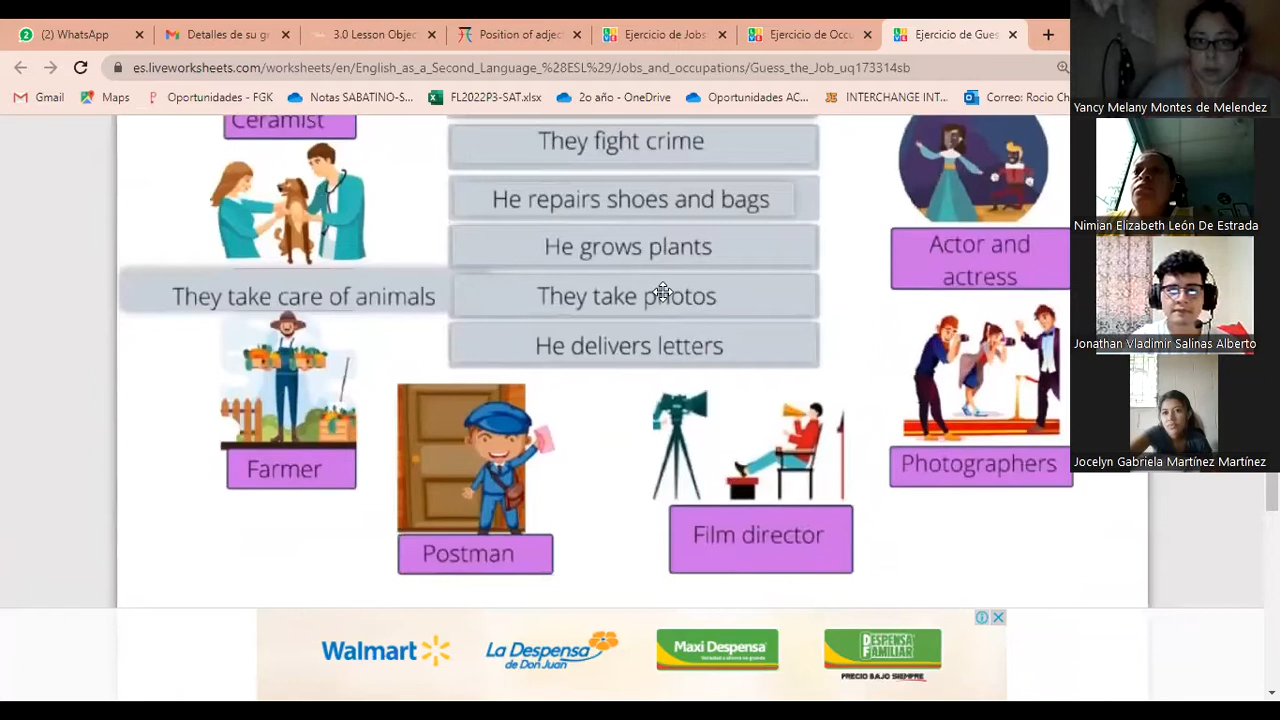 (2) WhatsApp
Detalles de su gr
3.0 Lesson Objec
Position of adject
Ejercicio de Jobs
Ejercicio de Occu
Ejercicio de Gues
es.liveworksheets.com/worksheets/en/English_as_a_Second_Language_%28ESL%29/Jobs_and_occupations/Guess_the_Job_uq173314sb
Gmail
Maps
Oportunidades - FGK
Notas SABATINO-S...
FL2022P3-SAT.xlsx
2o año - OneDrive
Oportunidades AC...
INTERCHANGE INT...
Correo: Rocio Ch
Yancy Melany Montes de Melendez
Nimian Elizabeth León De Estrada
Jonathan Vladimir Salinas Alberto
Jocelyn Gabriela Martínez Martínez
Ceramist
They fight crime
He repairs shoes and bags
He grows plants
They take care of animals
They take photos
He delivers letters
Actor and
actress
Farmer
Postman
Film director
Photographers
Walmart
La Despensa
de Don Juan
Maxi Despensa
DESPENSA
FAMILIAR
PRECIO BAJO SIEMPRE